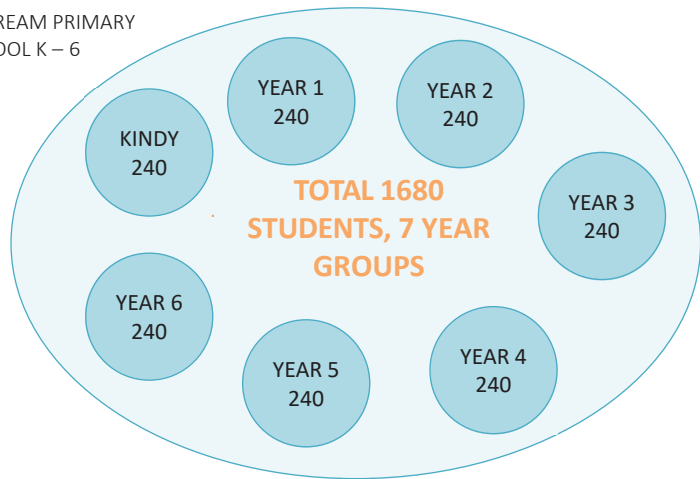 REAM PRIMARY
OOL K – 6
YEAR 1
240
YEAR 2
240
KINDY
240
TOTAL 1680
STUDENTS, 7 YEAR
GROUPS
YEAR 3
240
YEAR 6
240
YEAR 5
240
YEAR 4
240